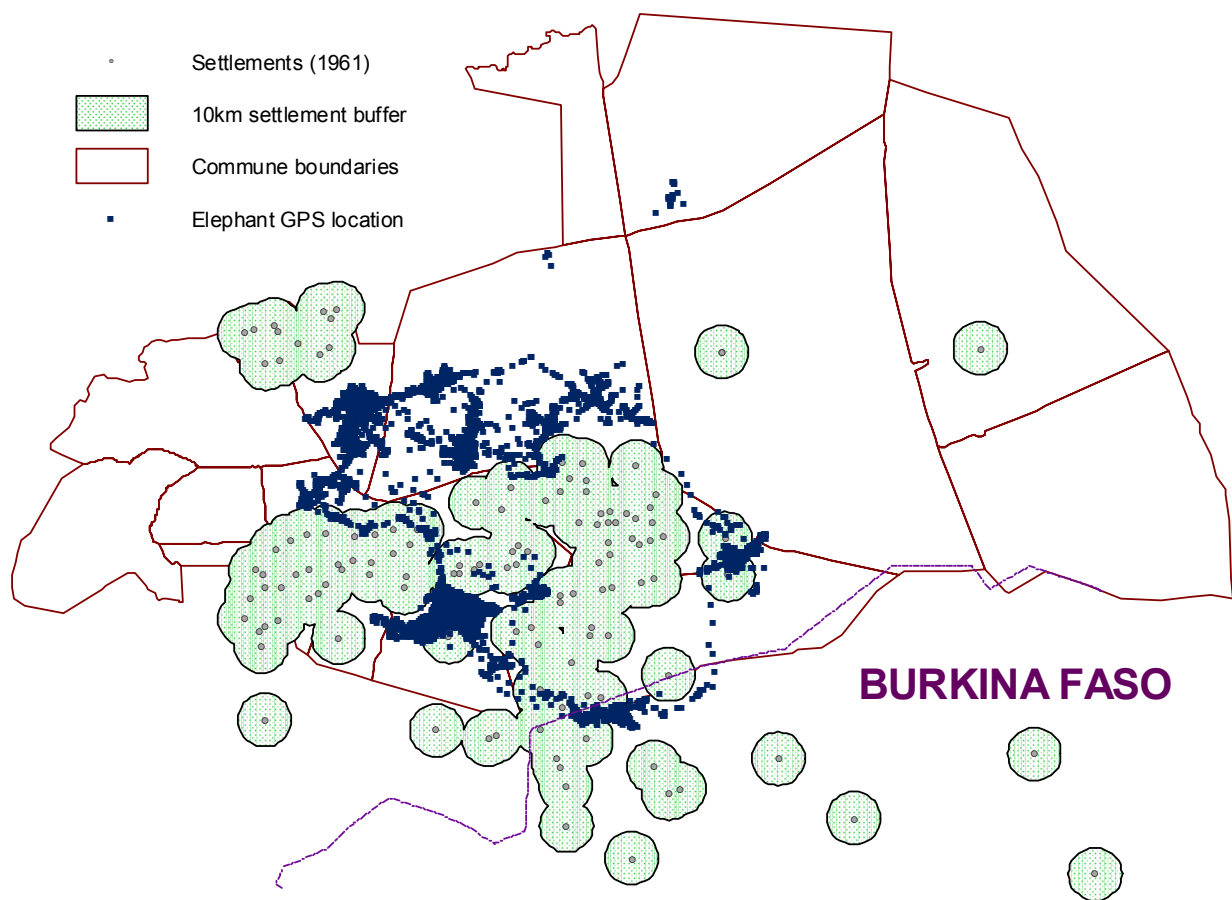 Settlements (1961)
10km settlement buffer
Commune boundaries
Elephant GPS location
BURKINA FASO